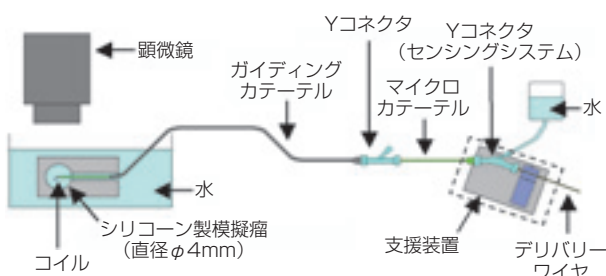 顕微鏡
ガイディング
カテーテル
Yコネクタ
Yコネクタ
（センシングシステム）
マイクロ
カテーテル
水
水
シリコーン製模擬瘤
（直径φ4mm）
コイル
支援装置
デリバリー
ワイヤ